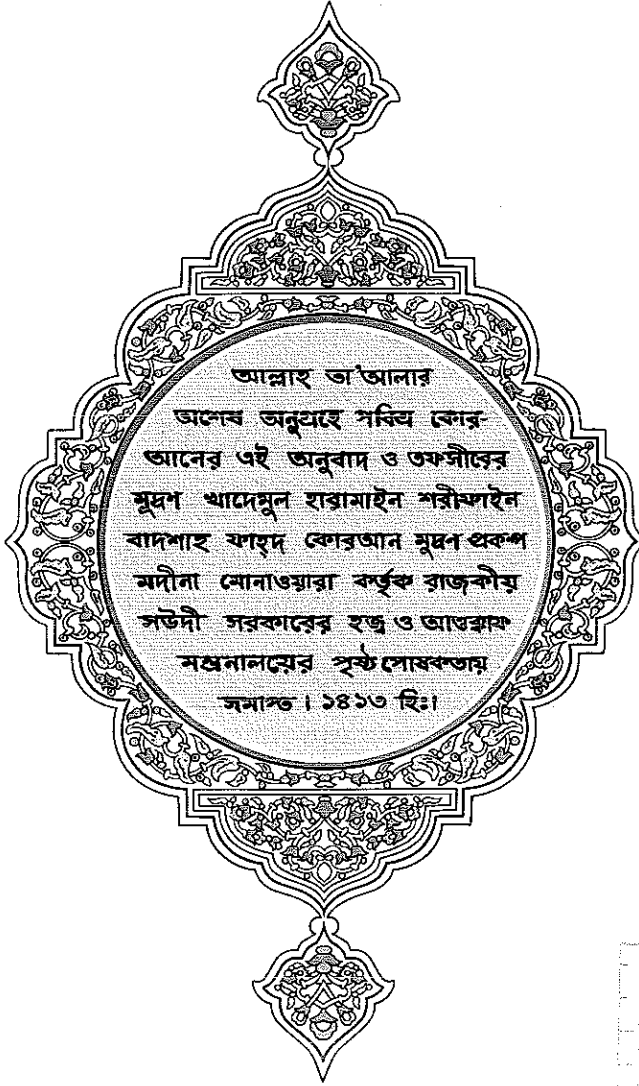 আল্লাহ তা'আলার
অশেষ অনুগ্রহে পবিত্র কোর-
আনের এই অনুবাদ ও তফসীরের
মুদ্রণ খাদেমুল হারামাইন শরীফাইন
বাদশাহ ফাহ্‌দ কোরআন মুদ্রণ প্রকল্প
মদীনা মোনাওয়ারা কর্তৃক রাজকীয়
সউদী সরকারের হজ্ব ও আওক্বাফ
মন্ত্রনালয়ের পৃষ্ঠপোষকতায়
সমাপ্ত। ১৪১৩ হিঃ।